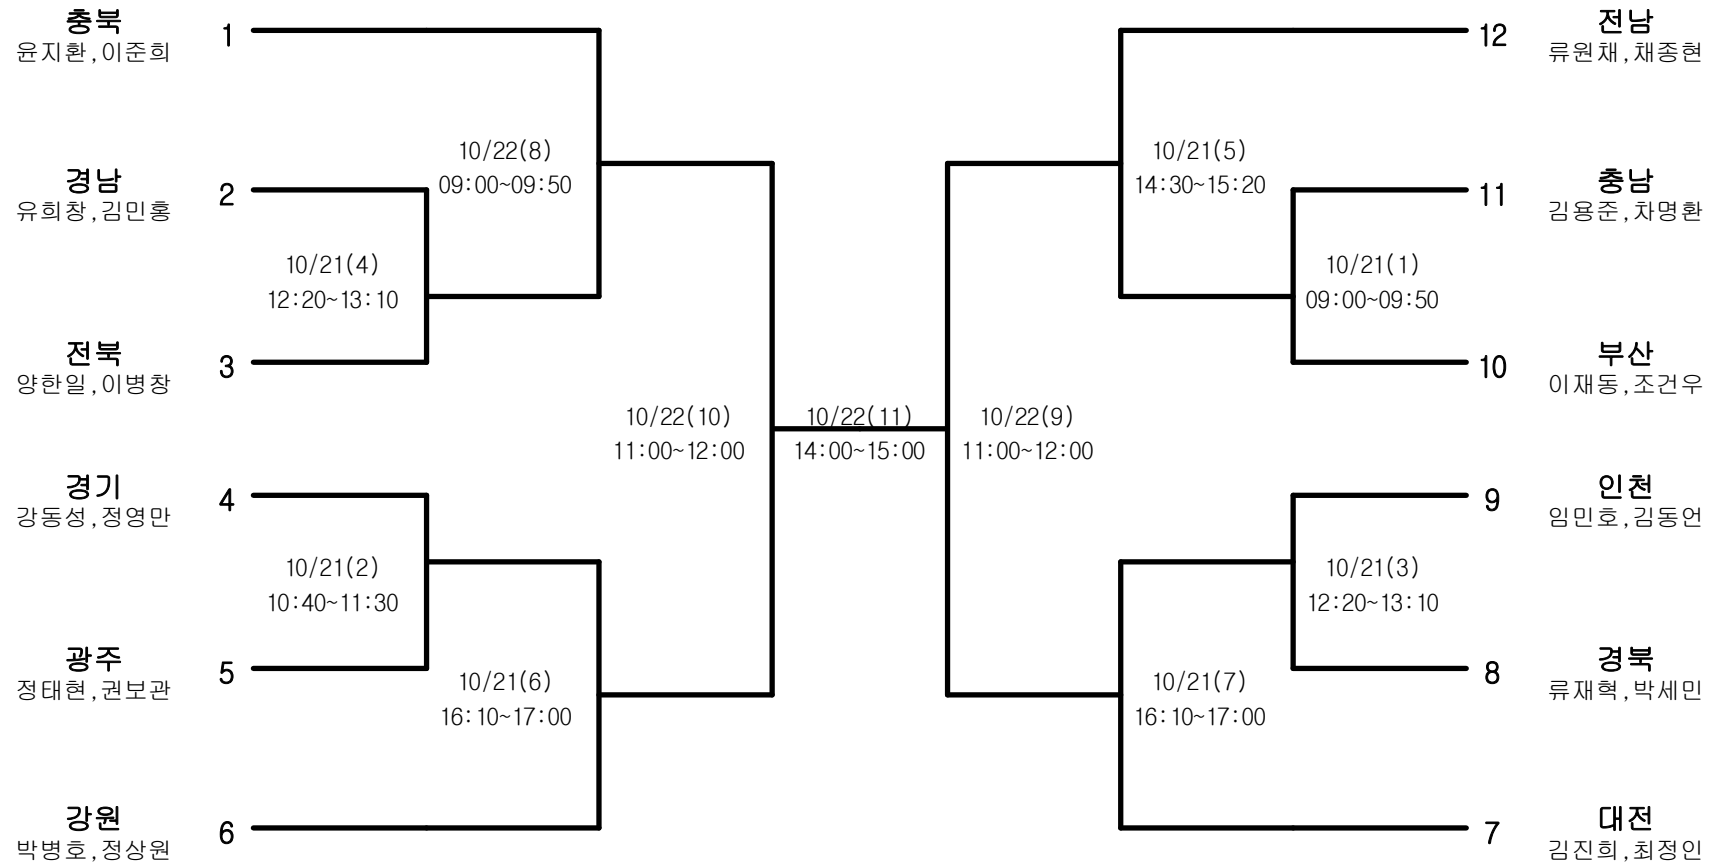 충북
윤지환,이준희
1
12
전남
류원채,채종현
10/22(8)
09:00~09:50
10/21(5)
14:30~15:20
경남
유희창,김민홍
2
11
충남
김용준,차명환
10/21(4)
12:20~13:10
10/21(1)
09:00~09:50
전북
양한일,이병창
3
10
부산
이재동,조건우
10/22(10)
11:00~12:00
10/22(11)
14:00~15:00
10/22(9)
11:00~12:00
경기
강동성,정영만
4
9
인천
임민호,김동언
10/21(2)
10:40~11:30
10/21(3)
12:20~13:10
광주
정태현,권보관
5
8
경북
류재혁,박세민
10/21(6)
16:10~17:00
10/21(7)
16:10~17:00
강원
박병호,정상원
6
7
대전
김진희,최정인